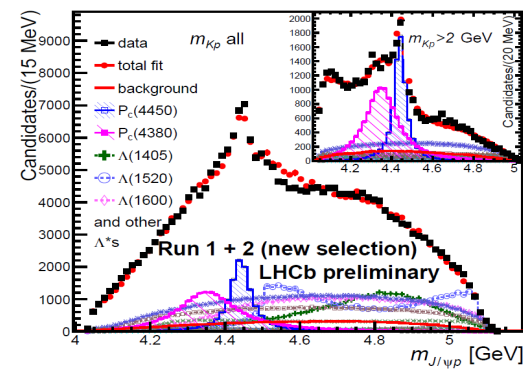 Candidates/(15 MeV)
9000
8000
7000
6000
5000
4000
3000
2000
1000
0
data
total fit
background
P_c(4450)
P_c(4380)
Λ(1405)
Λ(1520)
Λ(1600)
and other
Λ*s
m_Kp all
2000
1800
1600
1400
1200
1000
800
600
400
200
0
m_Kp>2 GeV
Candidates/(20 MeV)
4.2 4.4 4.6 4.8 5
Run 1 + 2 (new selection)
LHCb preliminary
4 4.2 4.4 4.6 4.8 5
m_J/ψp [GeV]